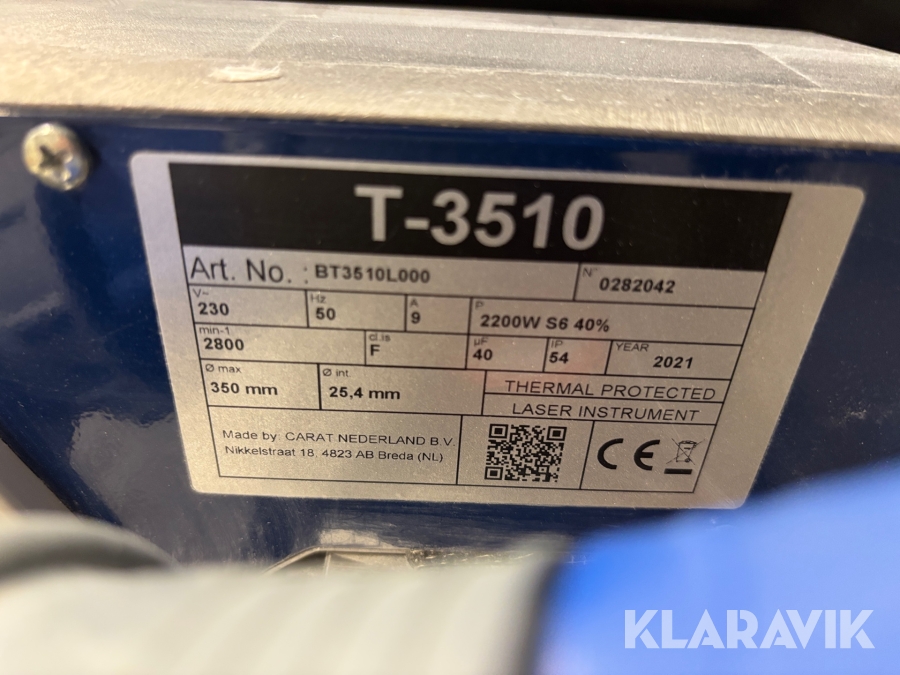 T-3510
Art. No. : BT3510L000
N° 0282042
V~ 230
Hz 50
A 9
P 2200W S6 40%
min-1 2800
cl.is F
µF 40
IP 54
YEAR 2021
Ø max 350 mm
Ø int. 25,4 mm
THERMAL PROTECTED
LASER INSTRUMENT
Made by: CARAT NEDERLAND B.V.
Nikkelstraat 18, 4823 AB Breda (NL)
CE
KLARAVIK